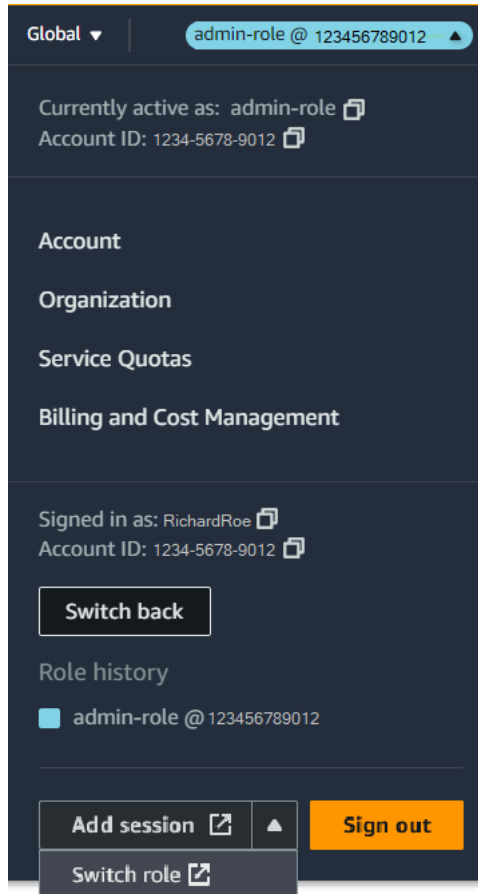 Global
admin-role @ 123456789012
Currently active as: admin-role
Account ID: 1234-5678-9012
Account
Organization
Service Quotas
Billing and Cost Management
Signed in as: RichardRoe
Account ID: 1234-5678-9012
Switch back
Role history
admin-role @ 123456789012
Add session
Sign out
Switch role